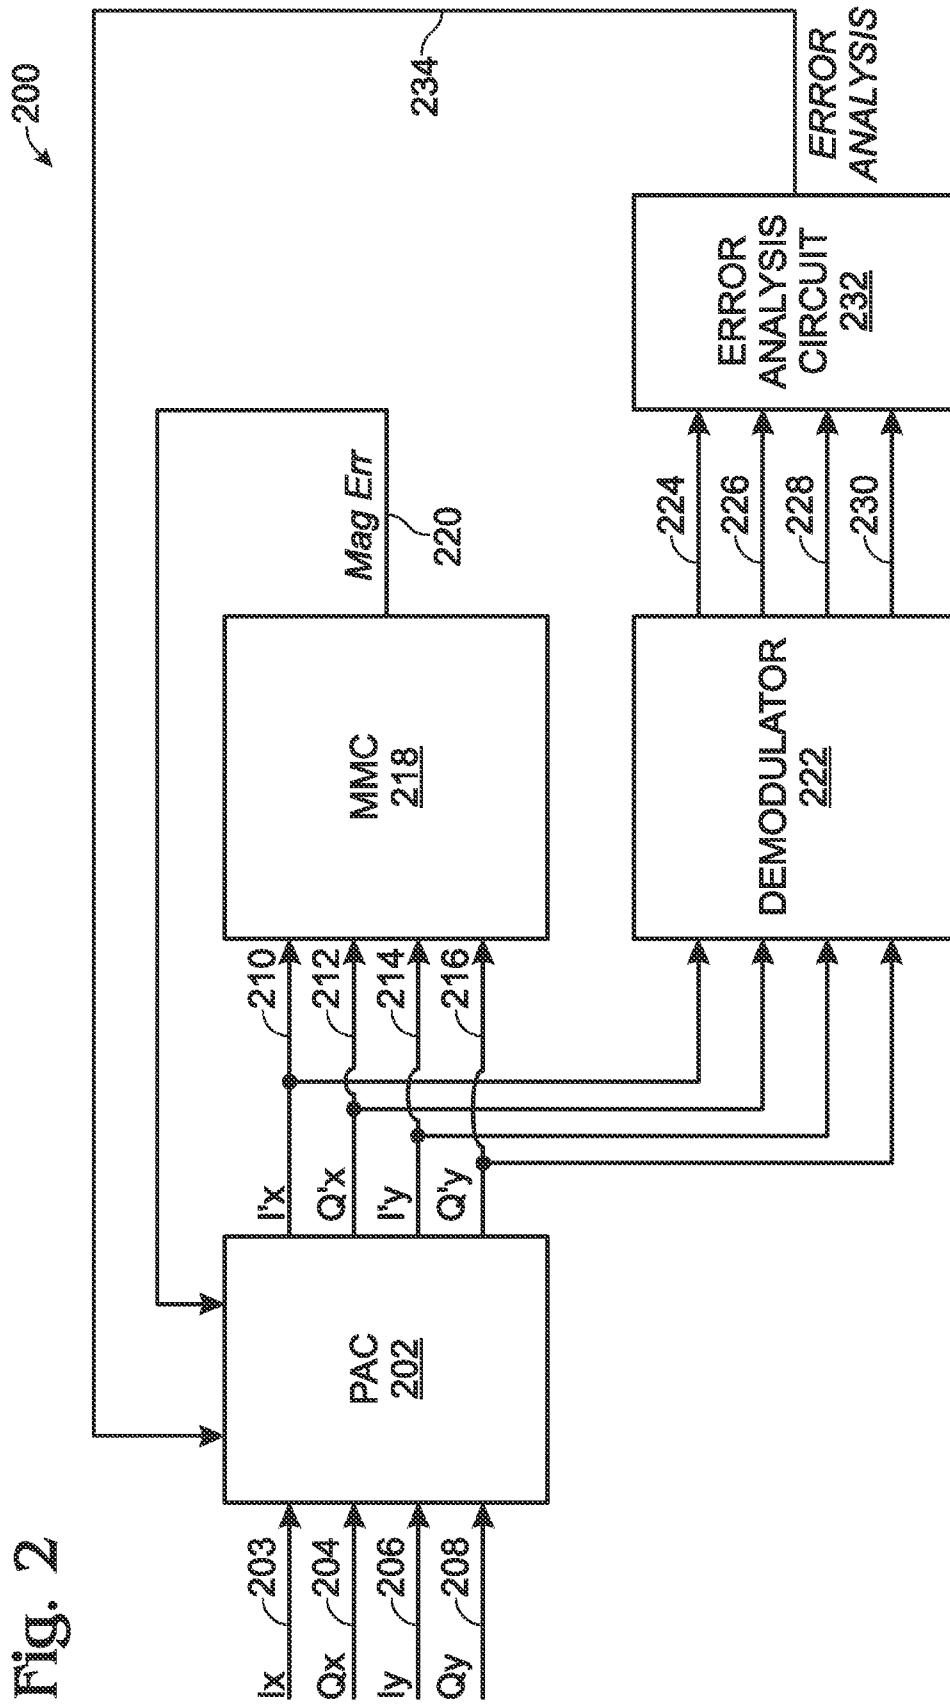 Fig. 2
200
234
Ix
203
Qx
204
Iy
206
Qy
208
PAC
202
I'x
210
Q'x
212
I'y
214
Q'y
216
MMC
218
Mag Err
220
DEMODULATOR
222
224
226
228
230
ERROR
ANALYSIS
CIRCUIT
232
ERROR
ANALYSIS